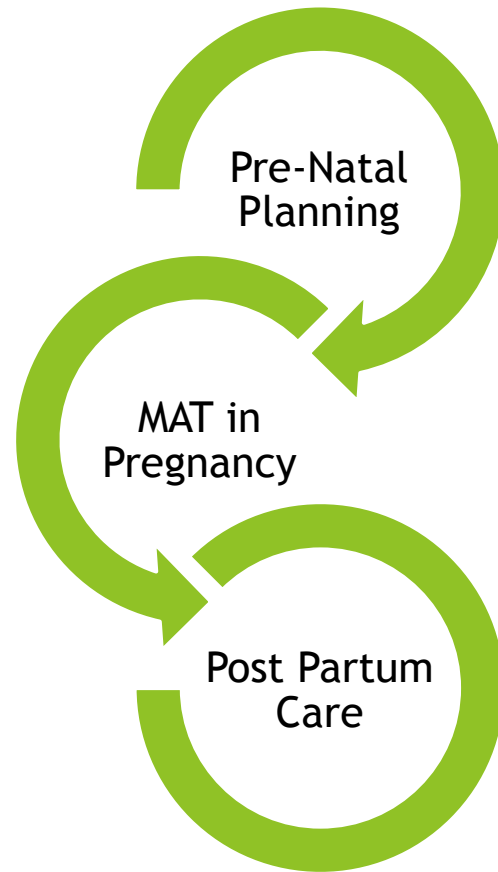 Pre-Natal
Planning
MAT in
Pregnancy
Post Partum
Care